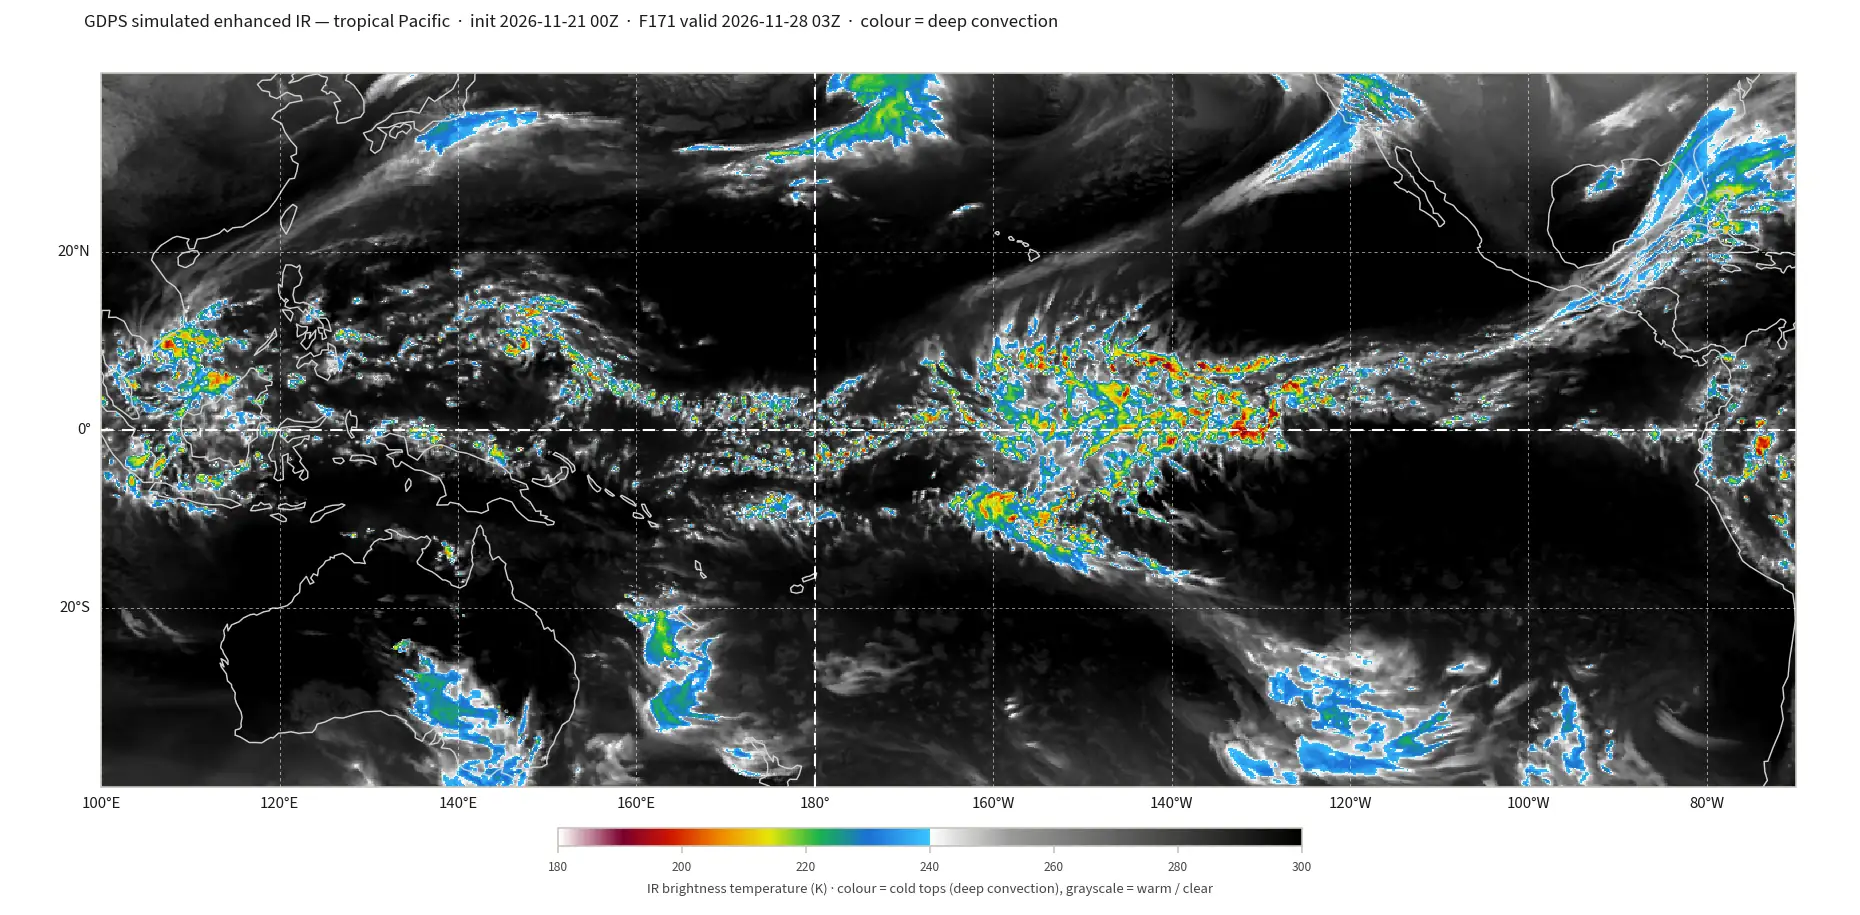 GDPS simulated enhanced IR — tropical Pacific · init 2026-11-21 00Z · F171 valid 2026-11-28 03Z · colour = deep convection
20°N
0°
20°S
100°E 120°E 140°E 160°E 180° 160°W 140°W 120°W 100°W 80°W
180 200 220 240 260 280 300
IR brightness temperature (K) · colour = cold tops (deep convection), grayscale = warm / clear